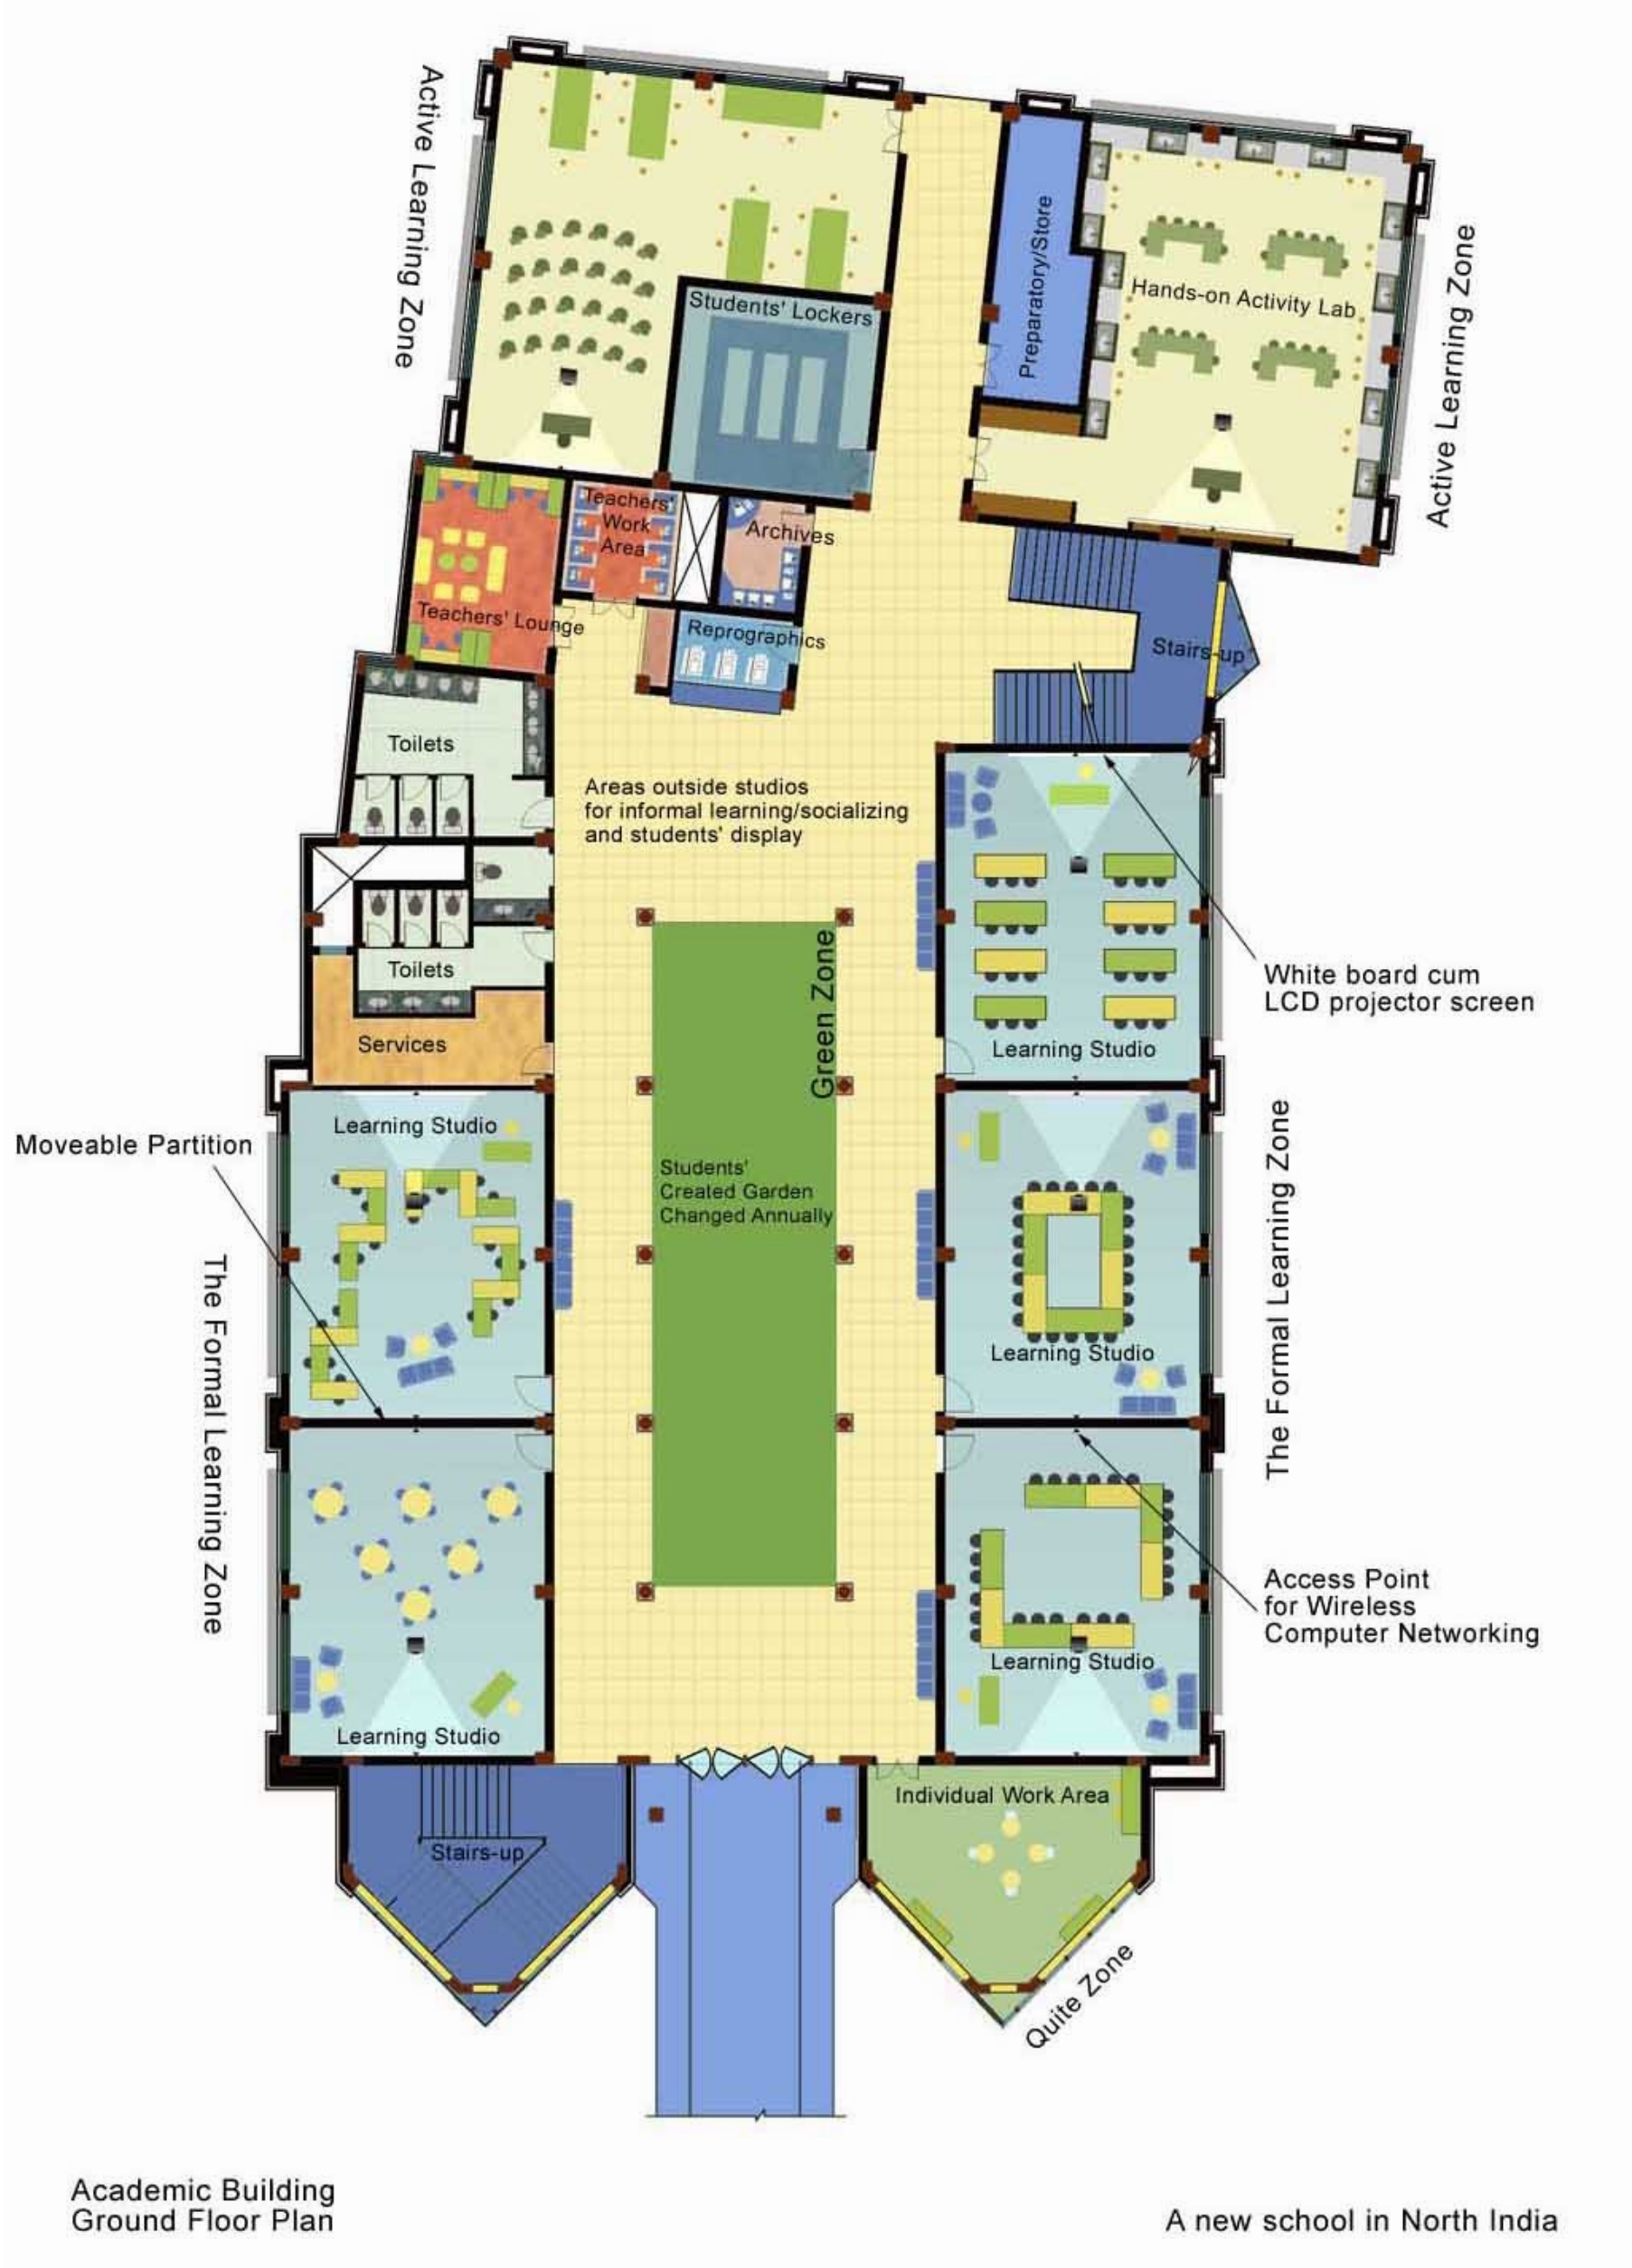 Active Learning Zone
Students' Lockers
Preparatory/Store
Hands-on Activity Lab
Active Learning Zone
Teachers'
Work
Area
Archives
Teachers' Lounge
Reprographics
Stairs-up
Toilets
Areas outside studios
for informal learning/socializing
and students' display
White board cum
LCD projector screen
Toilets
Services
Green Zone
Learning Studio
Moveable Partition
Learning Studio
Students'
Created Garden
Changed Annually
The Formal Learning Zone
Learning Studio
The Formal Learning Zone
Access Point
for Wireless
Computer Networking
Learning Studio
Learning Studio
Stairs-up
Individual Work Area
Quite Zone
Academic Building
Ground Floor Plan
A new school in North India